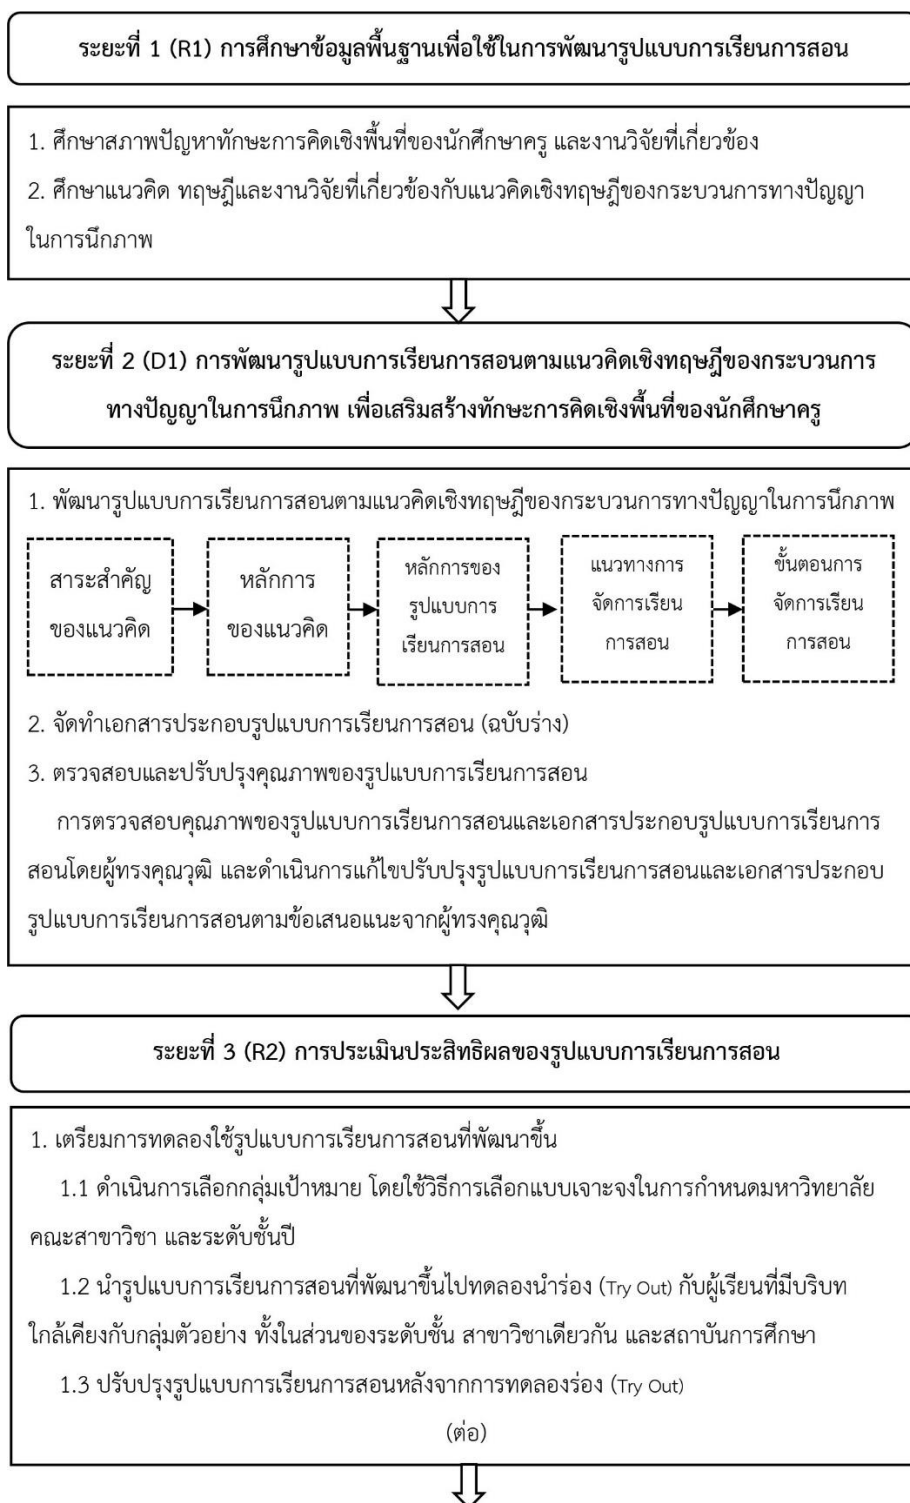 ระยะที่ 1 (R1) การศึกษาข้อมูลพื้นฐานเพื่อใช้ในการพัฒนารูปแบบการเรียนการสอน
1. ศึกษาสภาพปัญหาทักษะการคิดเชิงพื้นที่ของนักศึกษาครู และงานวิจัยที่เกี่ยวข้อง
2. ศึกษาแนวคิด ทฤษฎีและงานวิจัยที่เกี่ยวข้องกับแนวคิดเชิงทฤษฎีของกระบวนการทางปัญญา
ในการนึกภาพ
ระยะที่ 2 (D1) การพัฒนารูปแบบการเรียนการสอนตามแนวคิดเชิงทฤษฎีของกระบวนการ
ทางปัญญาในการนึกภาพ เพื่อเสริมสร้างทักษะการคิดเชิงพื้นที่ของนักศึกษาครู
1. พัฒนารูปแบบการเรียนการสอนตามแนวคิดเชิงทฤษฎีของกระบวนการทางปัญญาในการนึกภาพ
สาระสำคัญ
ของแนวคิด
หลักการ
ของแนวคิด
หลักการของ
รูปแบบการ
เรียนการสอน
แนวทางการ
จัดการเรียน
การสอน
ขั้นตอนการ
จัดการเรียน
การสอน
2. จัดทำเอกสารประกอบรูปแบบการเรียนการสอน (ฉบับร่าง)
3. ตรวจสอบและปรับปรุงคุณภาพของรูปแบบการเรียนการสอน
การตรวจสอบคุณภาพของรูปแบบการเรียนการสอนและเอกสารประกอบรูปแบบการเรียนการ
สอนโดยผู้ทรงคุณวุฒิ และดำเนินการแก้ไขปรับปรุงรูปแบบการเรียนการสอนและเอกสารประกอบ
รูปแบบการเรียนการสอนตามข้อเสนอแนะจากผู้ทรงคุณวุฒิ
ระยะที่ 3 (R2) การประเมินประสิทธิผลของรูปแบบการเรียนการสอน
1. เตรียมการทดลองใช้รูปแบบการเรียนการสอนที่พัฒนาขึ้น
1.1 ดำเนินการเลือกกลุ่มเป้าหมาย โดยใช้วิธีการเลือกแบบเจาะจงในการกำหนดมหาวิทยาลัย
คณะสาขาวิชา และระดับชั้นปี
1.2 นำรูปแบบการเรียนการสอนที่พัฒนาขึ้นไปทดลองนำร่อง (Try Out) กับผู้เรียนที่มีบริบท
ใกล้เคียงกับกลุ่มตัวอย่าง ทั้งในส่วนของระดับชั้น สาขาวิชาเดียวกัน และสถาบันการศึกษา
1.3 ปรับปรุงรูปแบบการเรียนการสอนหลังจากการทดลองร่อง (Try Out)
(ต่อ)